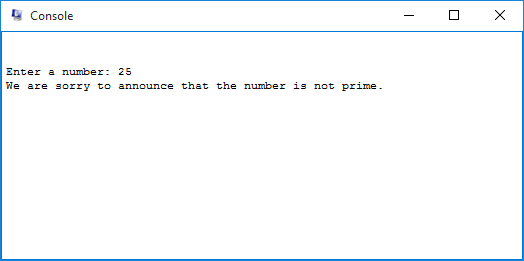 Console
Enter a number: 25
We are sorry to announce that the number is not prime.